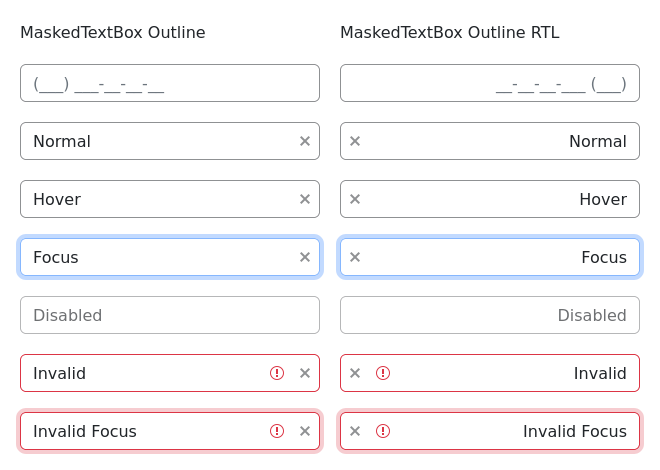 MaskedTextBox Outline
MaskedTextBox Outline RTL
(___) ___-__-__-__
__-__-__-___ (___)
Normal
Normal
Hover
Hover
Focus
Focus
Disabled
Disabled
Invalid
Invalid
Invalid Focus
Invalid Focus